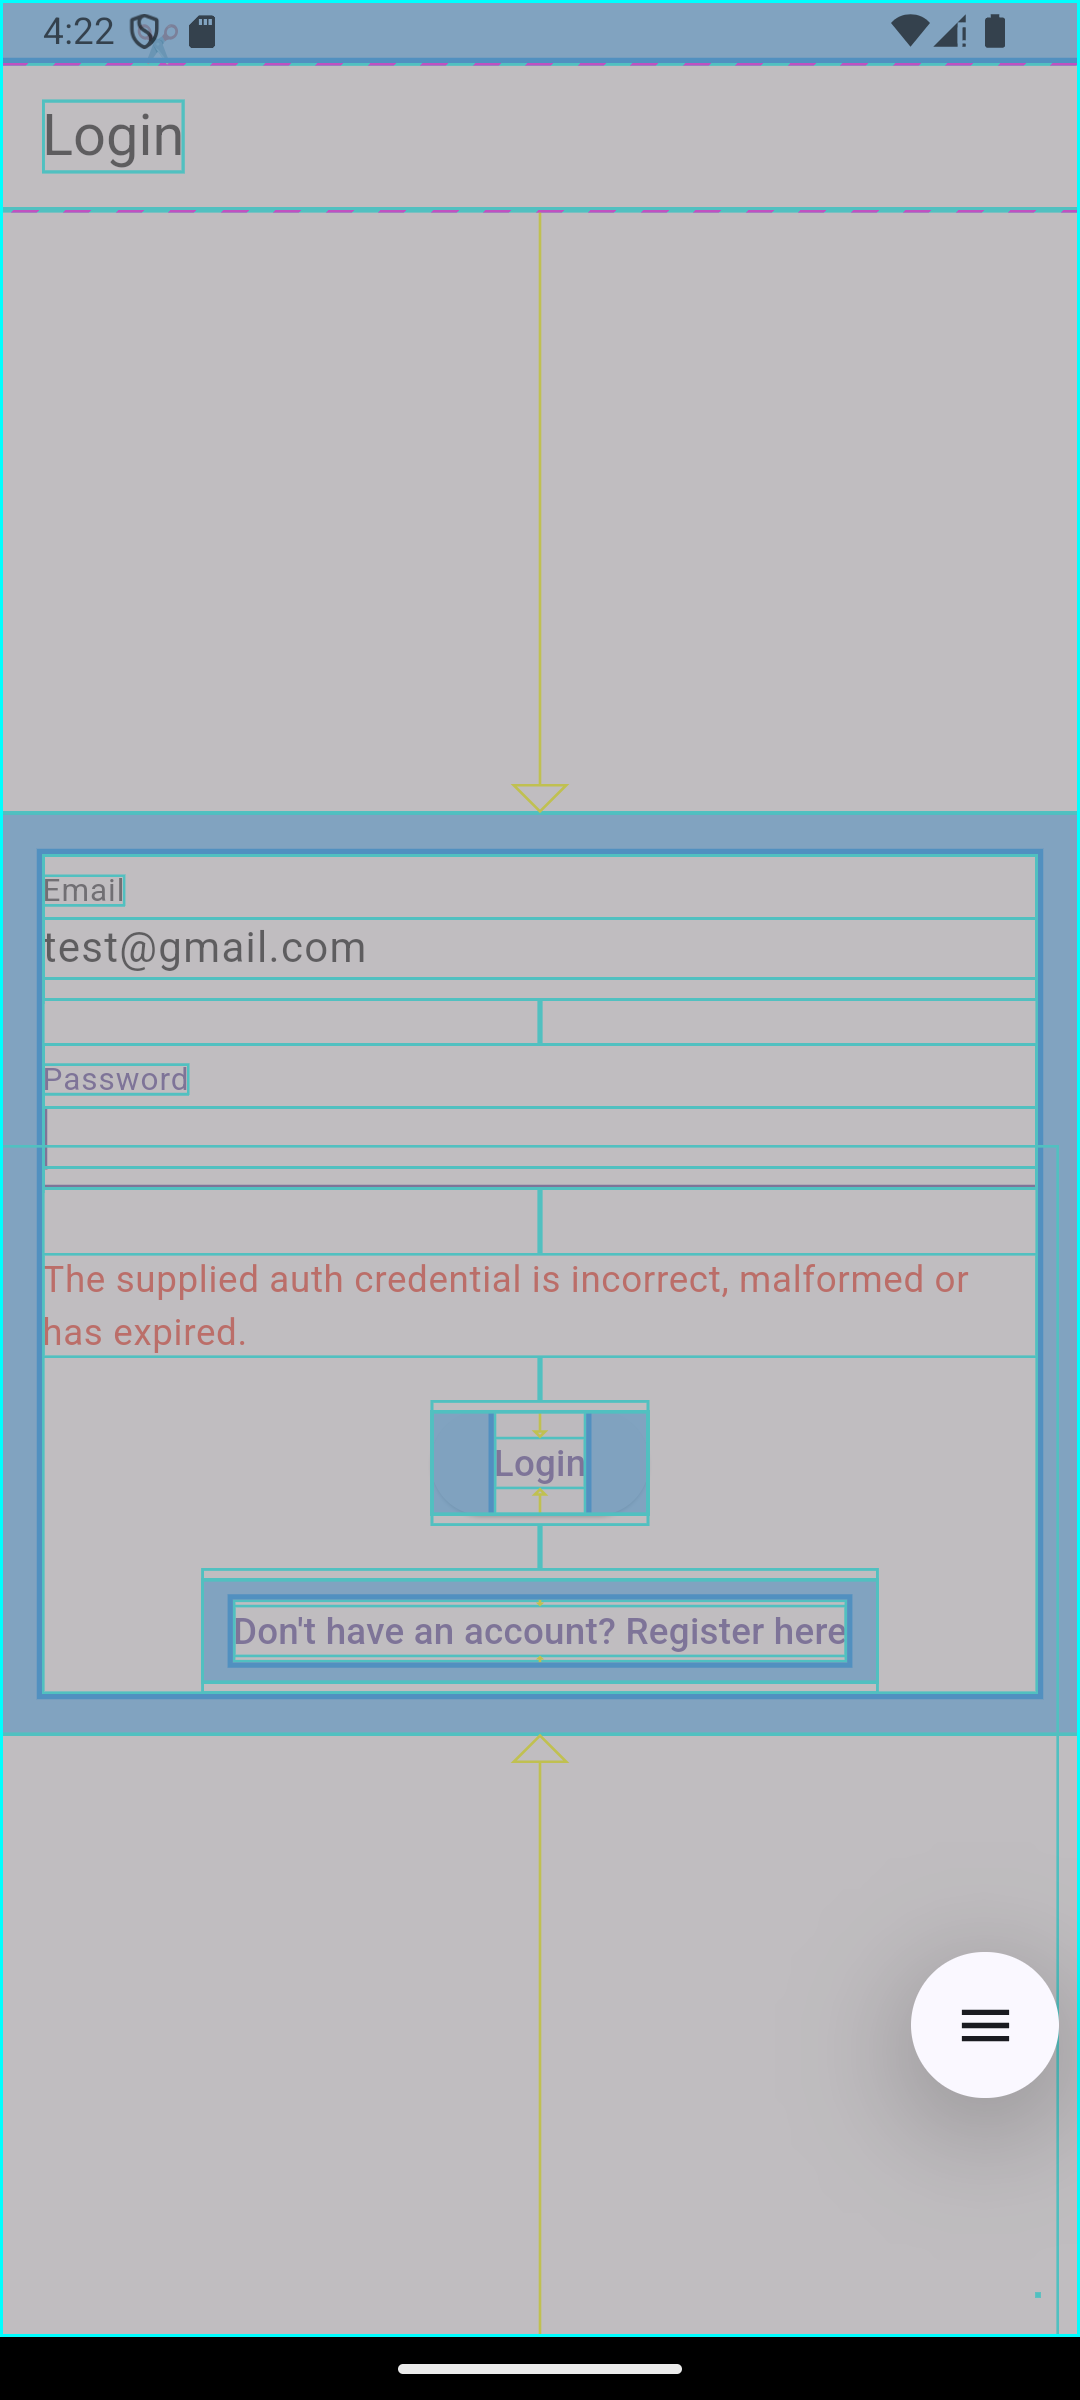 4:22
Login
Email
test@gmail.com
Password
The supplied auth credential is incorrect, malformed or
has expired.
Login
Don't have an account? Register here